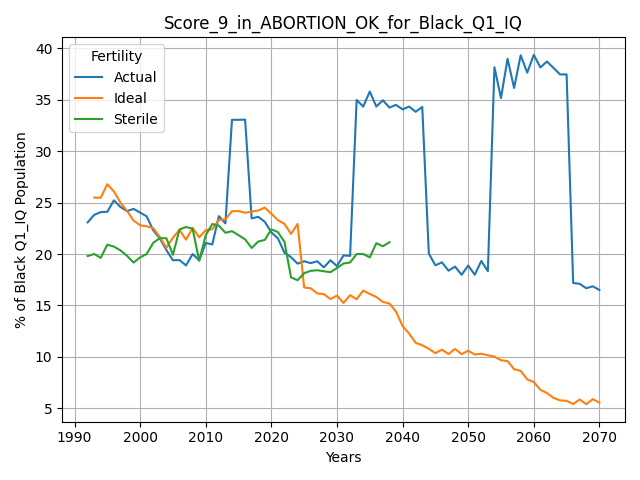 Score_9_in_ABORTION_OK_for_Black_Q1_IQ
Fertility
Actual
Ideal
Sterile
% of Black Q1_IQ Population
40
35
30
25
20
15
10
5
1990 2000 2010 2020 2030 2040 2050 2060 2070
Years